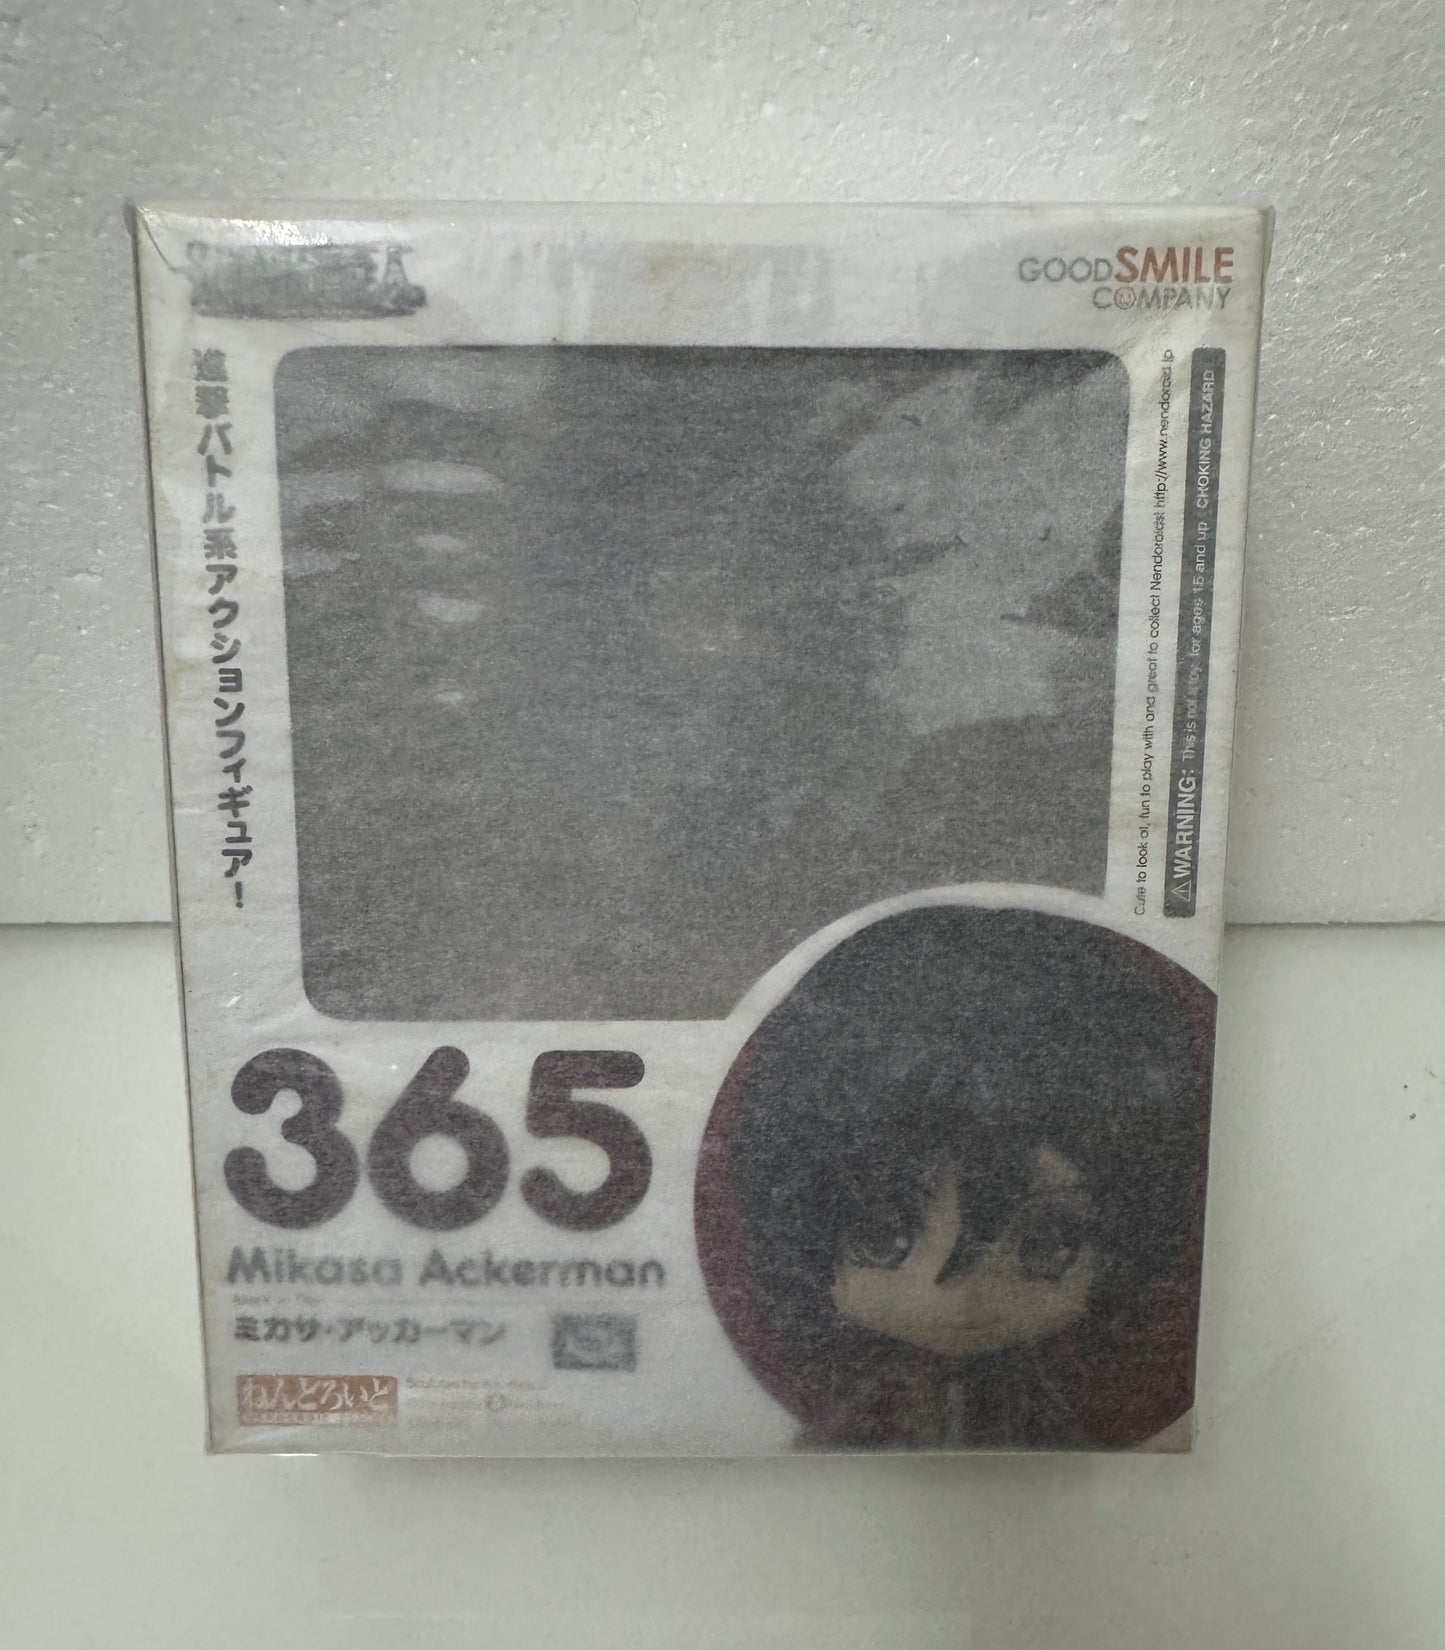 GOODSMILE
COMPANY
進撃バトル系アクションフィギュアー
Cute to look at, fun to play with and great to collect Nendoroids! http://www.nendoroid.jp
⚠WARNING: This is not a toy. for ages 15 and up. CHOKING HAZARD
365
Mikasa Ackerman
ミカサ・アッカーマン
ねんどろいど